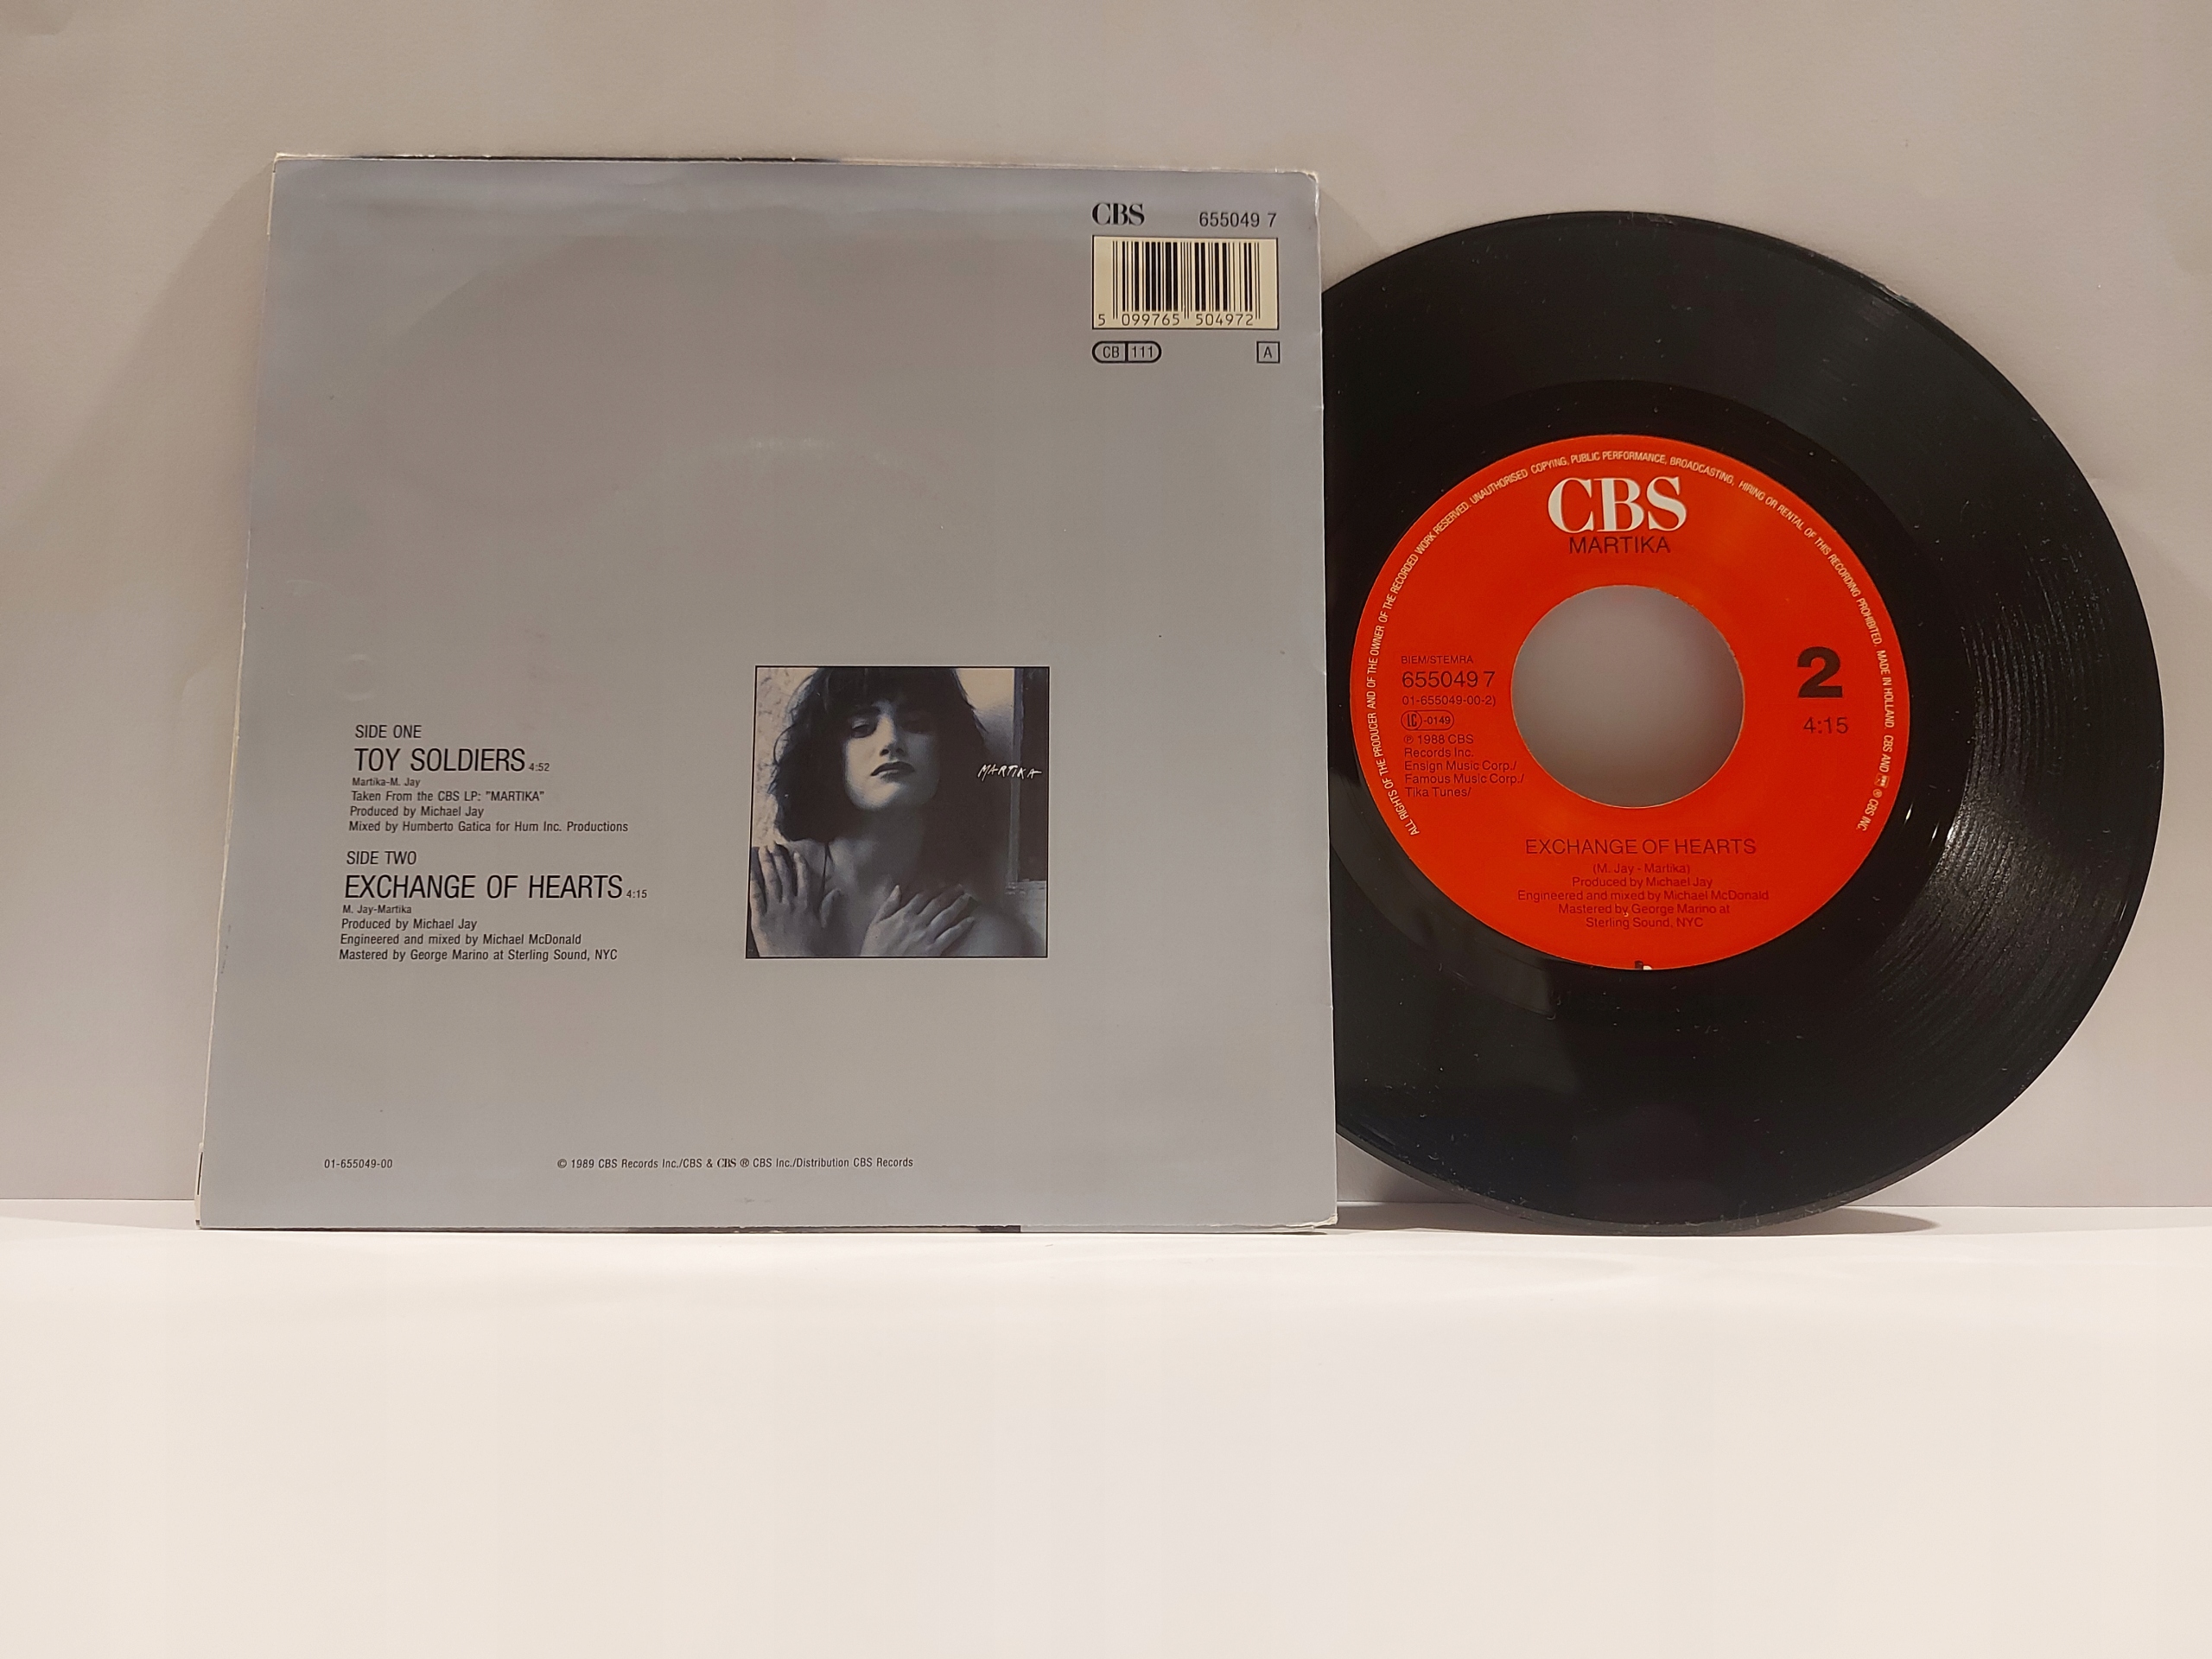 CBS 655049 7
5 099765 504972
CB 111 A
SIDE ONE
TOY SOLDIERS 4:52
Martika-M. Jay
Taken From the CBS LP: "MARTIKA"
Produced by Michael Jay
Mixed by Humberto Gatica for Hum Inc. Productions
SIDE TWO
EXCHANGE OF HEARTS 4:15
M. Jay-Martika
Produced by Michael Jay
Engineered and mixed by Michael McDonald
Mastered by George Marino at Sterling Sound, NYC
MARTIKA
01-655049-00 © 1989 CBS Records Inc./CBS & CBS ® CBS Inc./Distribution CBS Records
ALL RIGHTS OF THE PRODUCER AND OF THE OWNER OF THE RECORDED WORK RESERVED. UNAUTHORISED COPYING, PUBLIC PERFORMANCE, BROADCASTING, HIRING OR RENTAL OF THIS RECORDING PROHIBITED. MADE IN HOLLAND. CBS AND ® CBS INC.
CBS
MARTIKA
BIEM/STEMRA
655049 7
01-655049-00-2)
LC -0149
℗ 1988 CBS
Records Inc.
Ensign Music Corp./
Famous Music Corp./
Tika Tunes/
2
4:15
EXCHANGE OF HEARTS
(M. Jay - Martika)
Produced by Michael Jay
Engineered and mixed by Michael McDonald
Mastered by George Marino at
Sterling Sound, NYC